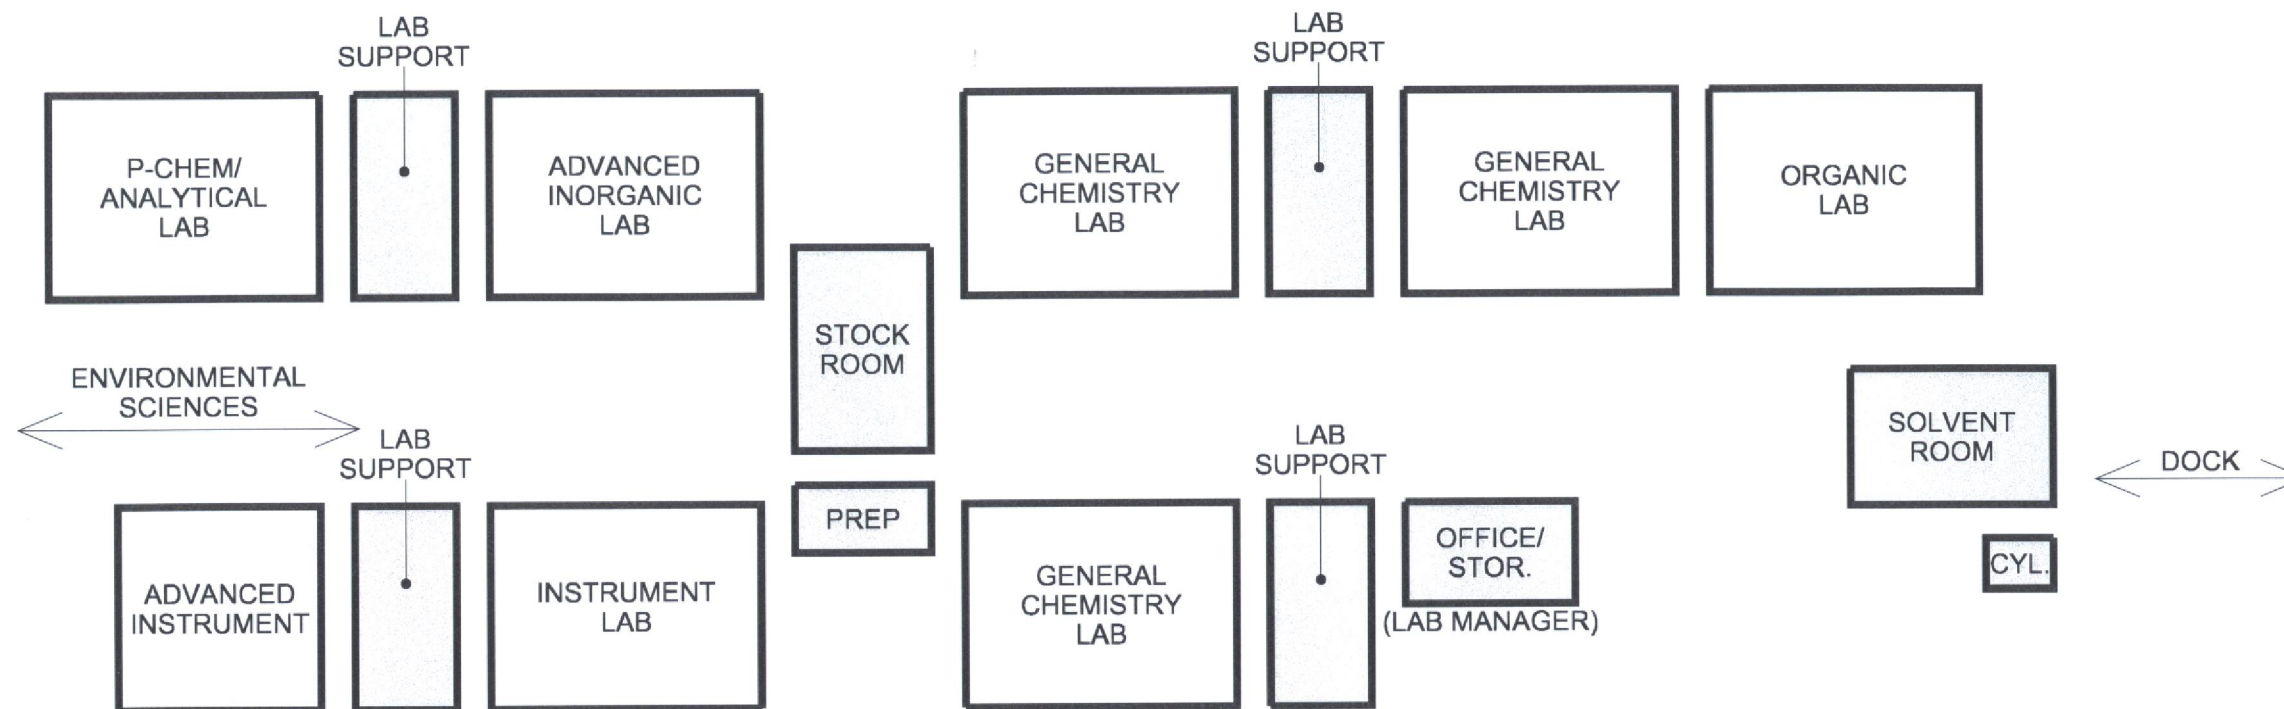 LAB
SUPPORT
LAB
SUPPORT
P-CHEM/
ANALYTICAL
LAB
ADVANCED
INORGANIC
LAB
GENERAL
CHEMISTRY
LAB
GENERAL
CHEMISTRY
LAB
ORGANIC
LAB
STOCK
ROOM
ENVIRONMENTAL
SCIENCES
SOLVENT
ROOM
DOCK
LAB
SUPPORT
LAB
SUPPORT
PREP
ADVANCED
INSTRUMENT
INSTRUMENT
LAB
GENERAL
CHEMISTRY
LAB
OFFICE/
STOR.
(LAB MANAGER)
CYL.